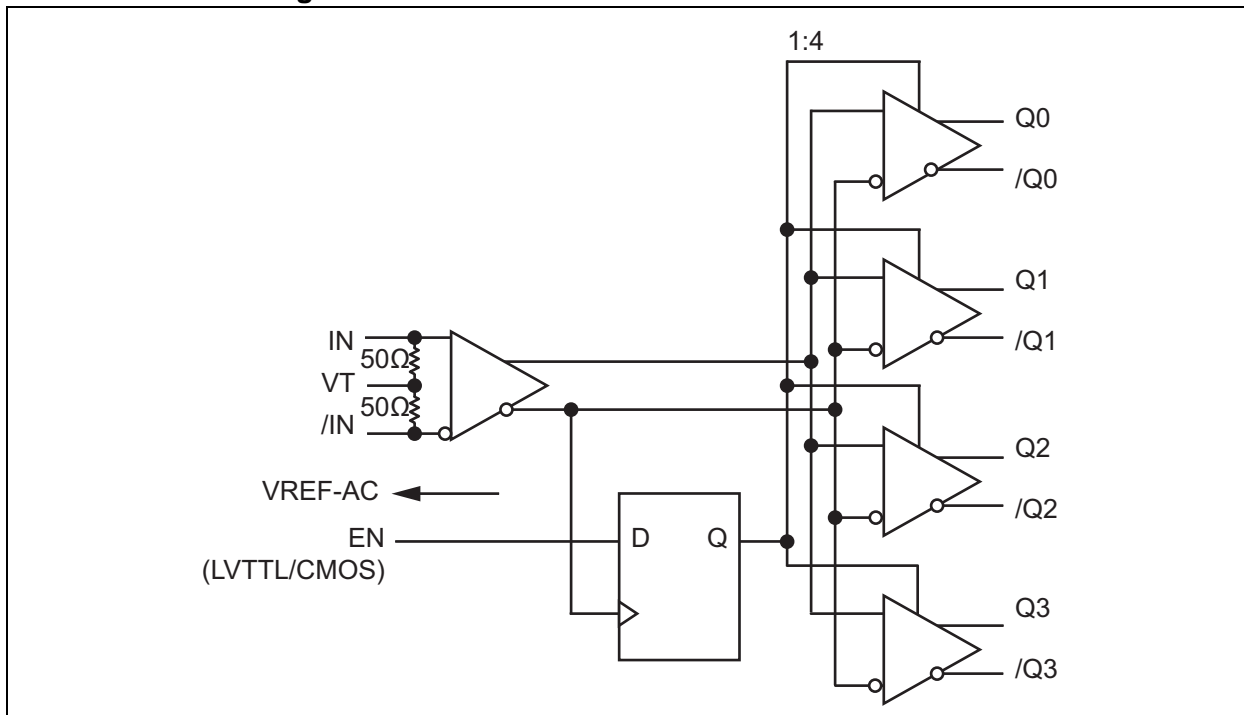 1:4
Q0
/Q0
Q1
/Q1
IN
50Ω
VT
50Ω
/IN
Q2
/Q2
VREF-AC
EN
(LVTTL/CMOS)
D Q
Q3
/Q3